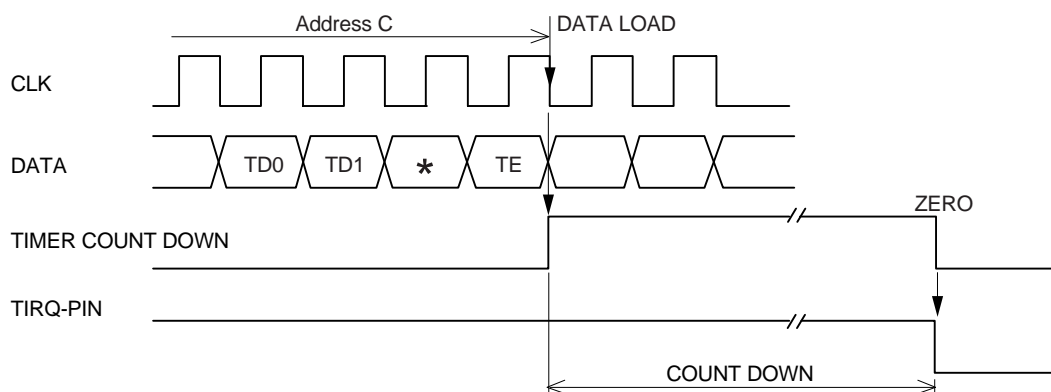 Address C
DATA LOAD
CLK
DATA
TD0 TD1 * TE
ZERO
TIMER COUNT DOWN
TIRQ-PIN
COUNT DOWN